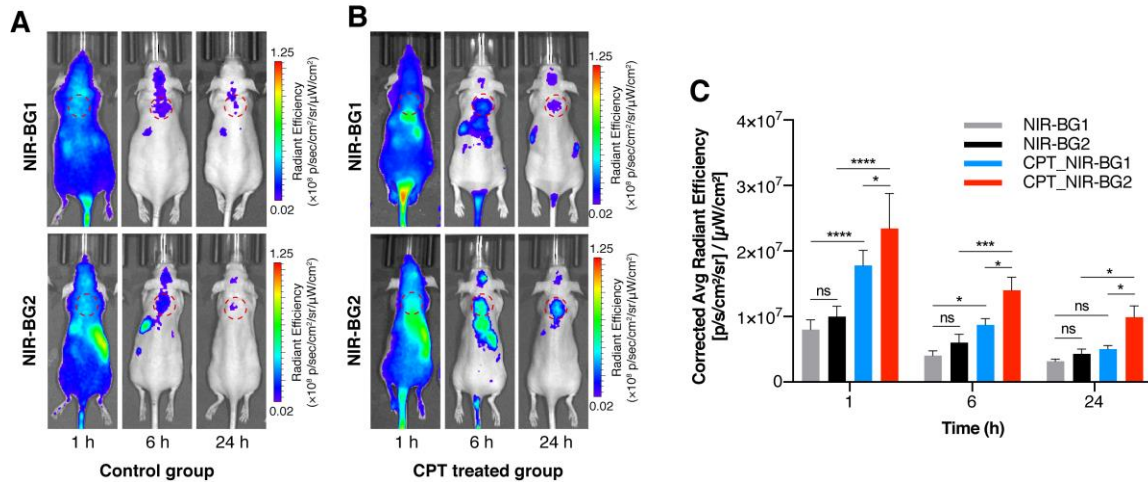 A
NIR-BG1
1.25
Radiant Efficiency
(×10⁸ p/sec/cm²/sr/µW/cm²)
0.02
NIR-BG2
1.25
Radiant Efficiency
(×10⁸ p/sec/cm²/sr/µW/cm²)
0.02
1 h 6 h 24 h
Control group
B
NIR-BG1
1.25
Radiant Efficiency
(×10⁸ p/sec/cm²/sr/µW/cm²)
0.02
NIR-BG2
1.25
Radiant Efficiency
(×10⁸ p/sec/cm²/sr/µW/cm²)
0.02
1 h 6 h 24 h
CPT treated group
C
Corrected Avg Radiant Efficiency
[p/s/cm²/sr] / [µW/cm²]
4×10⁷
3×10⁷
2×10⁷
1×10⁷
0
NIR-BG1
NIR-BG2
CPT_NIR-BG1
CPT_NIR-BG2
****
*
****
ns
***
*
*
ns
*
*
ns
ns
1 6 24
Time (h)